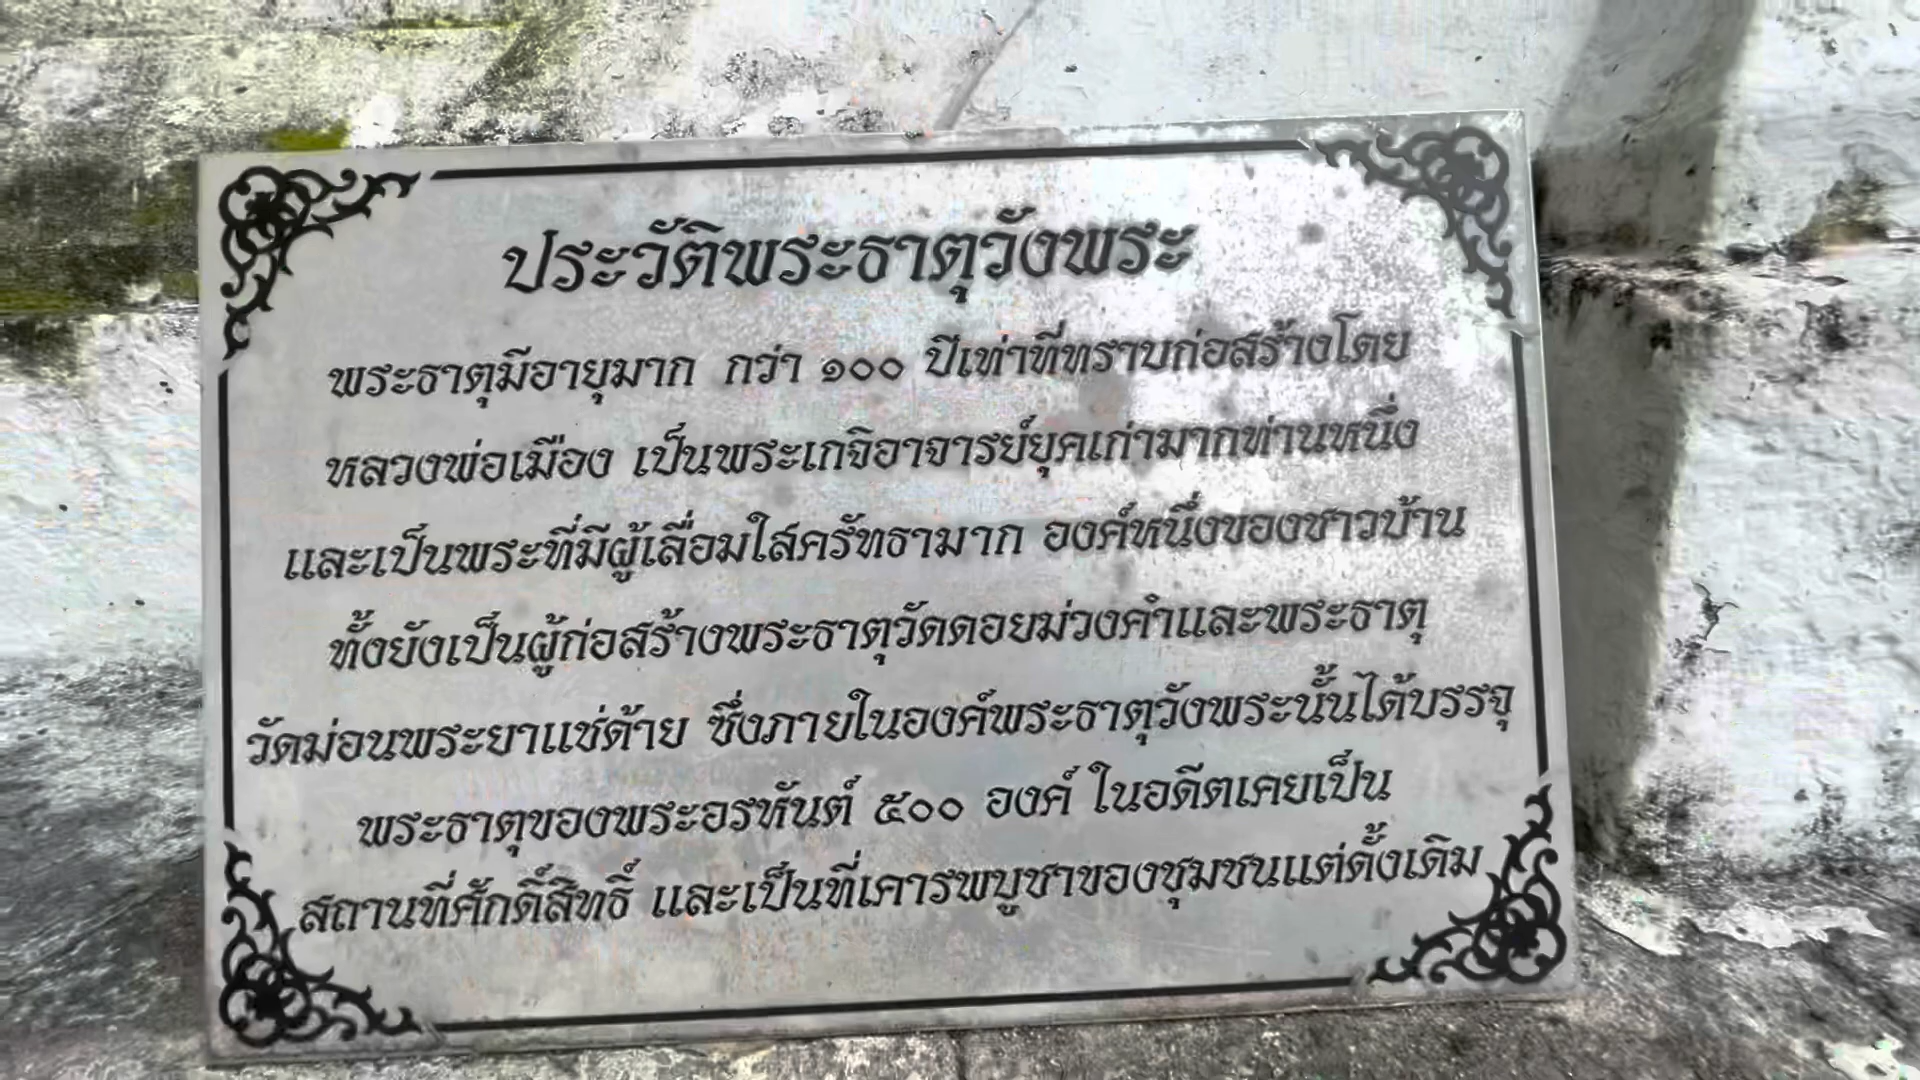 ประวัติพระธาตุวังพระ
พระธาตุมีอายุมาก กว่า ๑๐๐ ปีเท่าที่ทราบก่อสร้างโดย
หลวงพ่อเมือง เป็นพระเกจิอาจารย์ยุคเก่ามากท่านหนึ่ง
และเป็นพระที่มีผู้เลื่อมใสครัทธามาก องค์หนึ่งของชาวบ้าน
ทั้งยังเป็นผู้ก่อสร้างพระธาตุวัดดอยม่วงคำและพระธาตุ
วัดม่อนพระยาแช่ด้าย ซึ่งภายในองค์พระธาตุวังพระนั้นได้บรรจุ
พระธาตุของพระอรหันต์ ๕๐๐ องค์ ในอดีตเคยเป็น
สถานที่ศักดิ์สิทธิ์ และเป็นที่เคารพบูชาของชุมชนแต่ดั้งเดิม